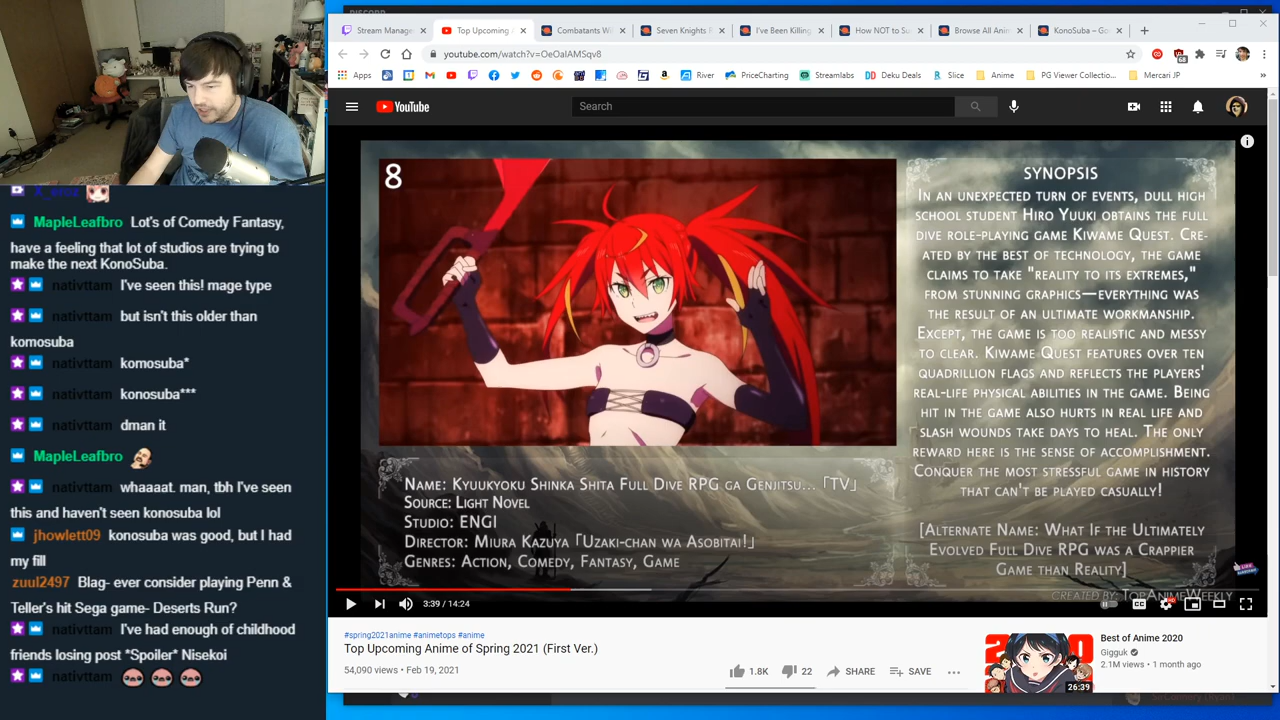 Stream Manage
Top Upcoming
Combatants W
Seven Knights R
I've Been Killing
How NOT to Su
Browse All Anim
KonoSuba – Go
youtube.com/watch?v=OeOaIAMSqv8
68
Apps
River
PriceCharting
Streamlabs
Deku Deals
Slice
Anime
PG Viewer Collectio...
Mercari JP
YouTube
Search
MapleLeafbro Lot's of Comedy Fantasy,
have a feeling that lot of studios are trying to
make the next KonoSuba.
nativttam I've seen this! mage type
nativttam but isn't this older than
komosuba
nativttam komosuba*
nativttam konosuba***
nativttam dman it
MapleLeafbro
nativttam whaaaat. man, tbh I've seen
this and haven't seen konosuba lol
jhowlett09 konosuba was good, but I had
my fill
zuul2497 Blag- ever consider playing Penn &
Teller's hit Sega game- Deserts Run?
nativttam I've had enough of childhood
friends losing post *Spoiler* Nisekoi
nativttam
8
SYNOPSIS
In an unexpected turn of events, dull high
school student Hiro Yuuki obtains the full
dive role-playing game Kiwame Quest. Cre-
ated by the best of technology, the game
claims to take "reality to its extremes,"
from stunning graphics—everything was
the result of an ultimate workmanship.
Except, the game is too realistic and messy
to clear. Kiwame Quest features over ten
quadrillion flags and reflects the players'
real-life physical abilities in the game. Being
hit in the game also hurts in real life and
slash wounds take days to heal. The only
reward here is the sense of accomplishment.
Conquer the most stressful game in history
that can't be played casually!
[Alternate Name: What If the Ultimately
Evolved Full Dive RPG was a Crappier
Game than Reality]
Name: Kyuukyoku Shinka Shita Full Dive RPG ga Genjitsu... 「TV」
Source: Light Novel
Studio: ENGI
Director: Miura Kazuya 「Uzaki-chan wa Asobitai!」
Genres: Action, Comedy, Fantasy, Game
Created by: TopAnimeWeekly
3:39 / 14:24
#spring2021anime #animetops #anime
Top Upcoming Anime of Spring 2021 (First Ver.)
54,090 views • Feb 19, 2021
1.8K
22
SHARE
SAVE
Best of Anime 2020
Gigguk
2.1M views • 1 month ago
26:39